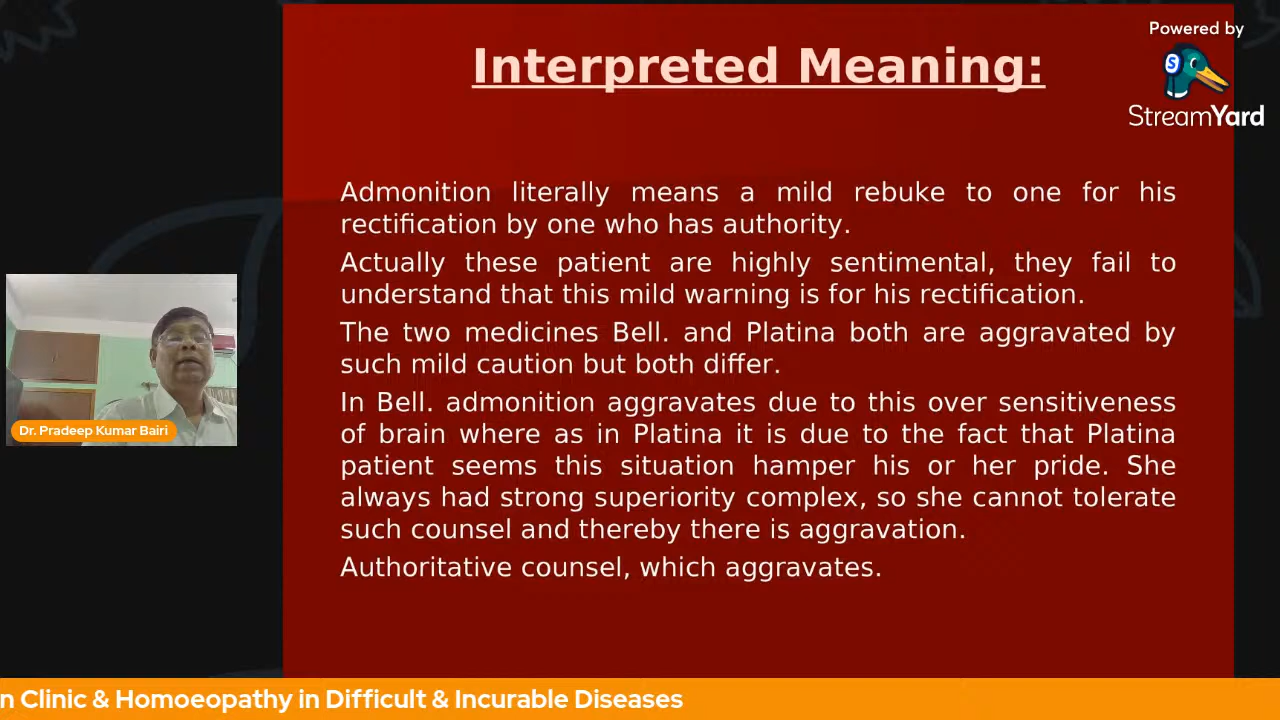 Powered by
StreamYard
Interpreted Meaning:
Admonition literally means a mild rebuke to one for his
rectification by one who has authority.
Actually these patient are highly sentimental, they fail to
understand that this mild warning is for his rectification.
The two medicines Bell. and Platina both are aggravated by
such mild caution but both differ.
In Bell. admonition aggravates due to this over sensitiveness
of brain where as in Platina it is due to the fact that Platina
patient seems this situation hamper his or her pride. She
always had strong superiority complex, so she cannot tolerate
such counsel and thereby there is aggravation.
Authoritative counsel, which aggravates.
Dr. Pradeep Kumar Bairi
n Clinic & Homoeopathy in Difficult & Incurable Diseases